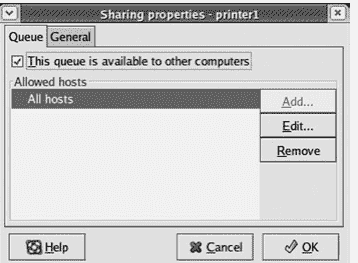 Sharing properties - printer1
Queue General
This queue is available to other computers
Allowed hosts
All hosts
Add...
Edit...
Remove
Help Cancel OK